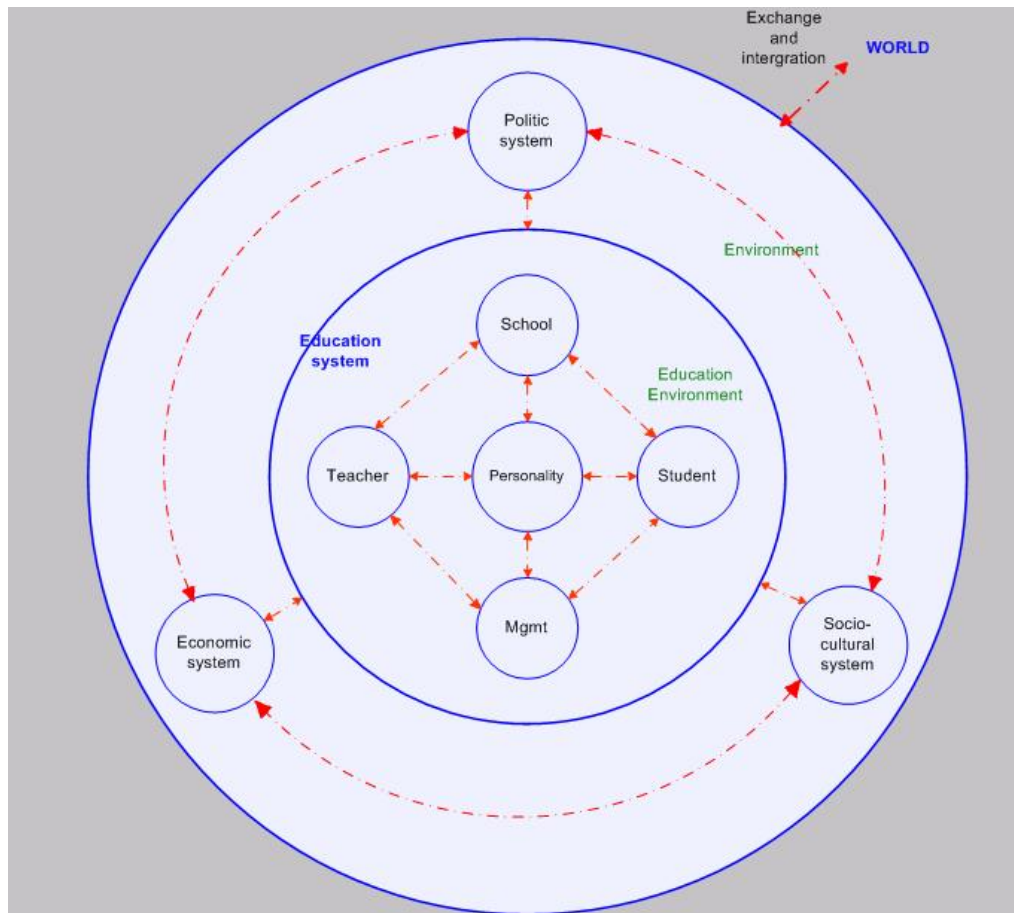 Exchange
and
intergration
WORLD
Politic
system
Environment
School
Education
system
Education
Environment
Teacher
Personality
Student
Mgmt
Economic
system
Socio-
cultural
system